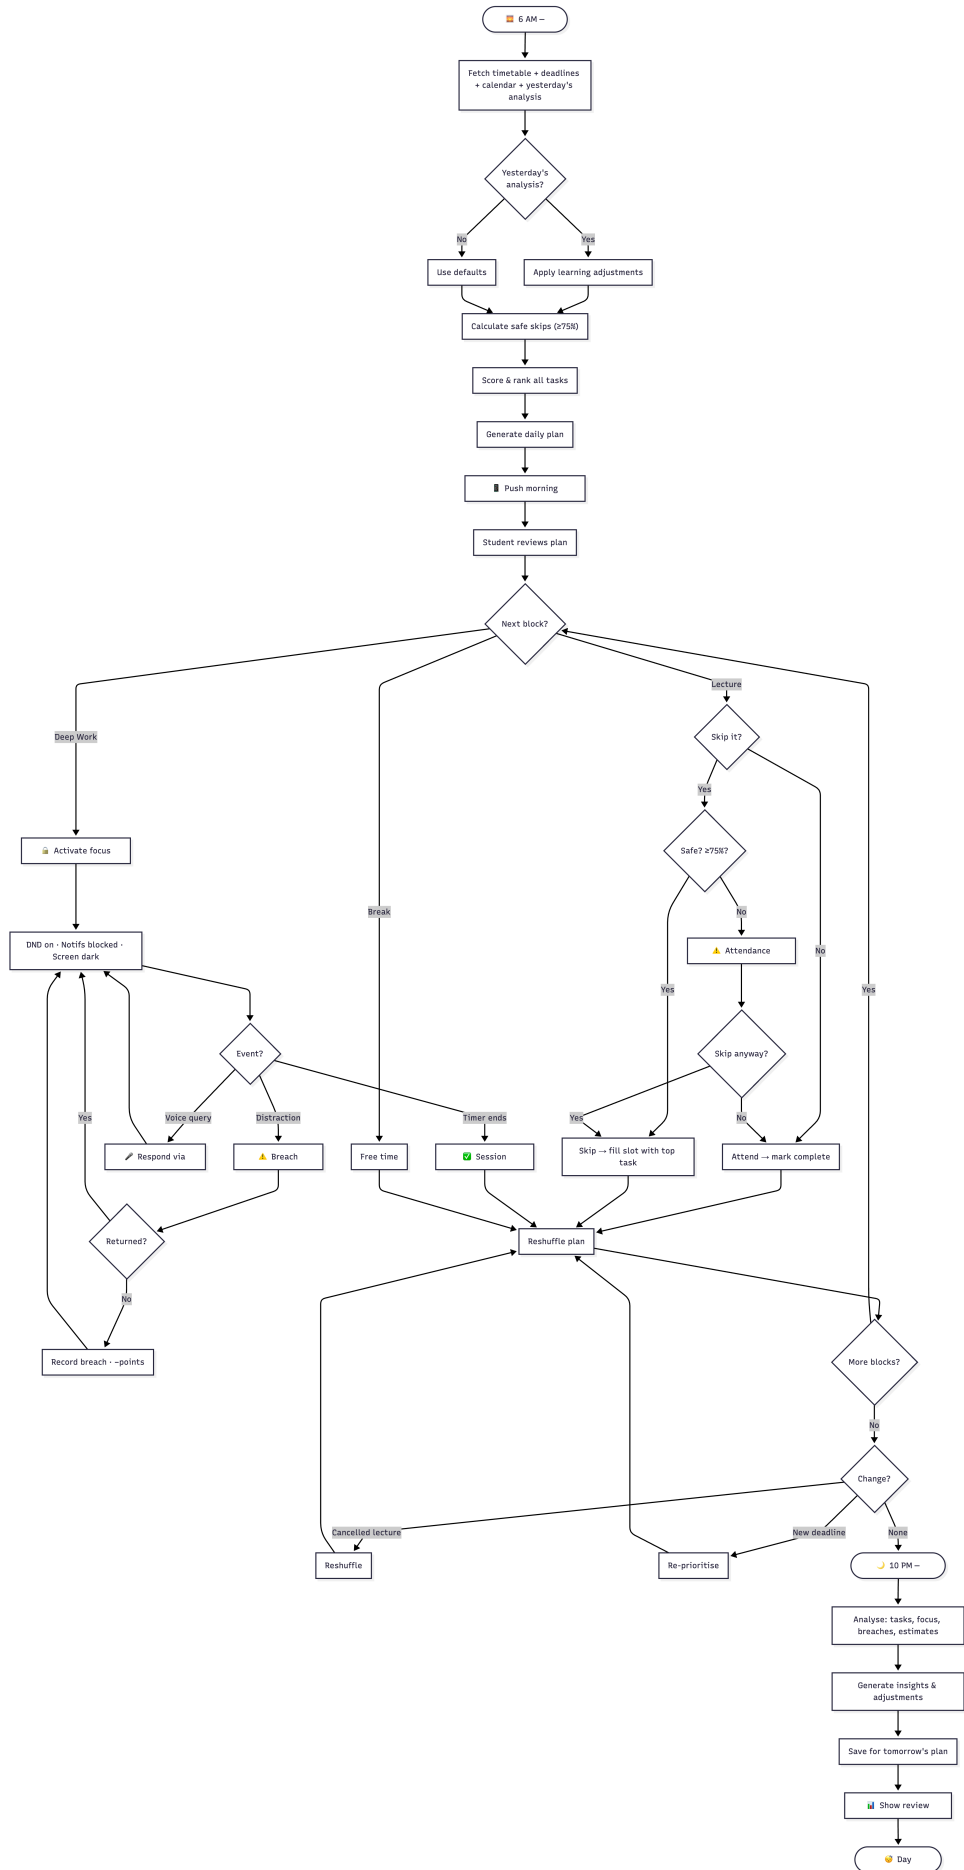 🌅 6 AM —
Fetch timetable + deadlines
+ calendar + yesterday's
analysis
Yesterday's
analysis?
No
Yes
Use defaults
Apply learning adjustments
Calculate safe skips (≥75%)
Score & rank all tasks
Generate daily plan
📱 Push morning
Student reviews plan
Next block?
Lecture
Deep Work
Skip it?
Yes
Activate focus
Safe? ≥75%?
Break
No
DND on · Notifs blocked ·
Screen dark
⚠️ Attendance
No
Yes
Yes
Event?
Skip anyway?
Yes
Voice query
Distraction
Timer ends
Yes
No
🎤 Respond via
⚠️ Breach
Free time
✅ Session
Skip → fill slot with top
task
Attend → mark complete
Returned?
Reshuffle plan
No
Record breach · −points
More blocks?
No
Change?
Cancelled lecture
New deadline
None
Reshuffle
Re-prioritise
🌙 10 PM —
Analyse: tasks, focus,
breaches, estimates
Generate insights &
adjustments
Save for tomorrow's plan
📊 Show review
😴 Day